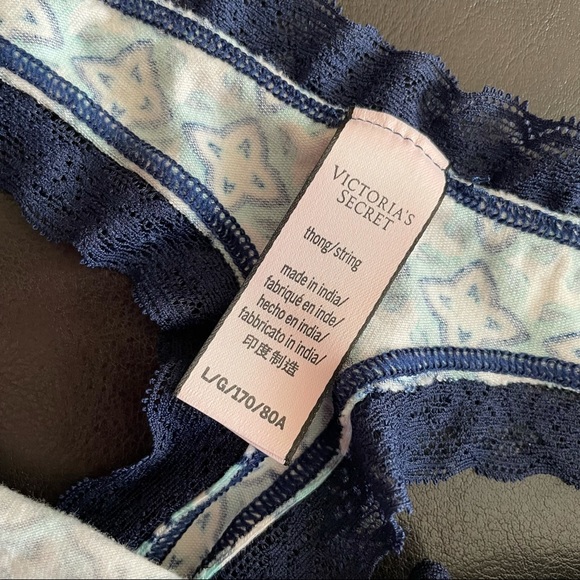 VICTORIA'S
SECRET
thong/string
made in india/
fabriqué en inde/
hecho en india/
fabbricato in india/
印度制造
L/G/170/80A